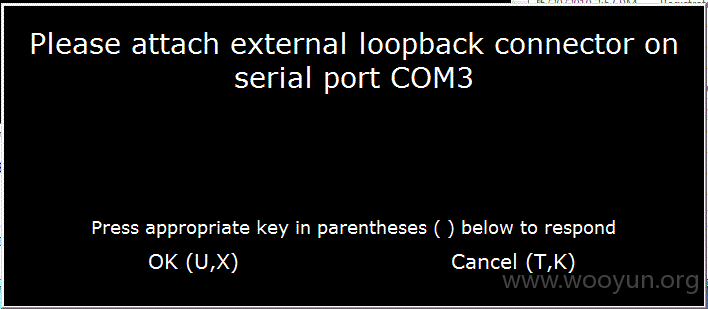 Please attach external loopback connector on
serial port COM3
Press appropriate key in parentheses ( ) below to respond
OK (U,X) Cancel (T,K)
www.wooyun.org